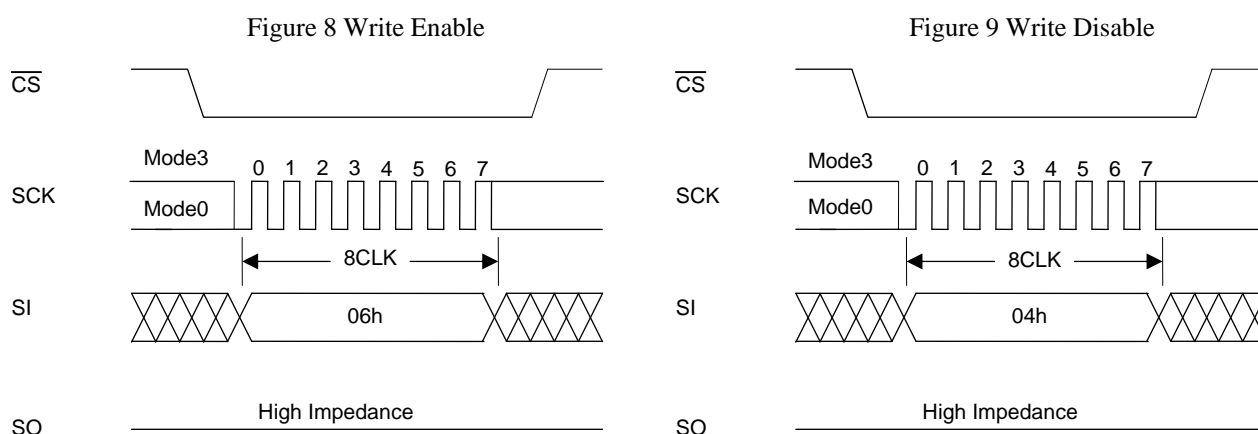 Figure 8 Write Enable
CS
Mode3
0 1 2 3 4 5 6 7
SCK
Mode0
8CLK
SI
06h
High Impedance
SO
Figure 9 Write Disable
CS
Mode3
0 1 2 3 4 5 6 7
SCK
Mode0
8CLK
SI
04h
High Impedance
SO